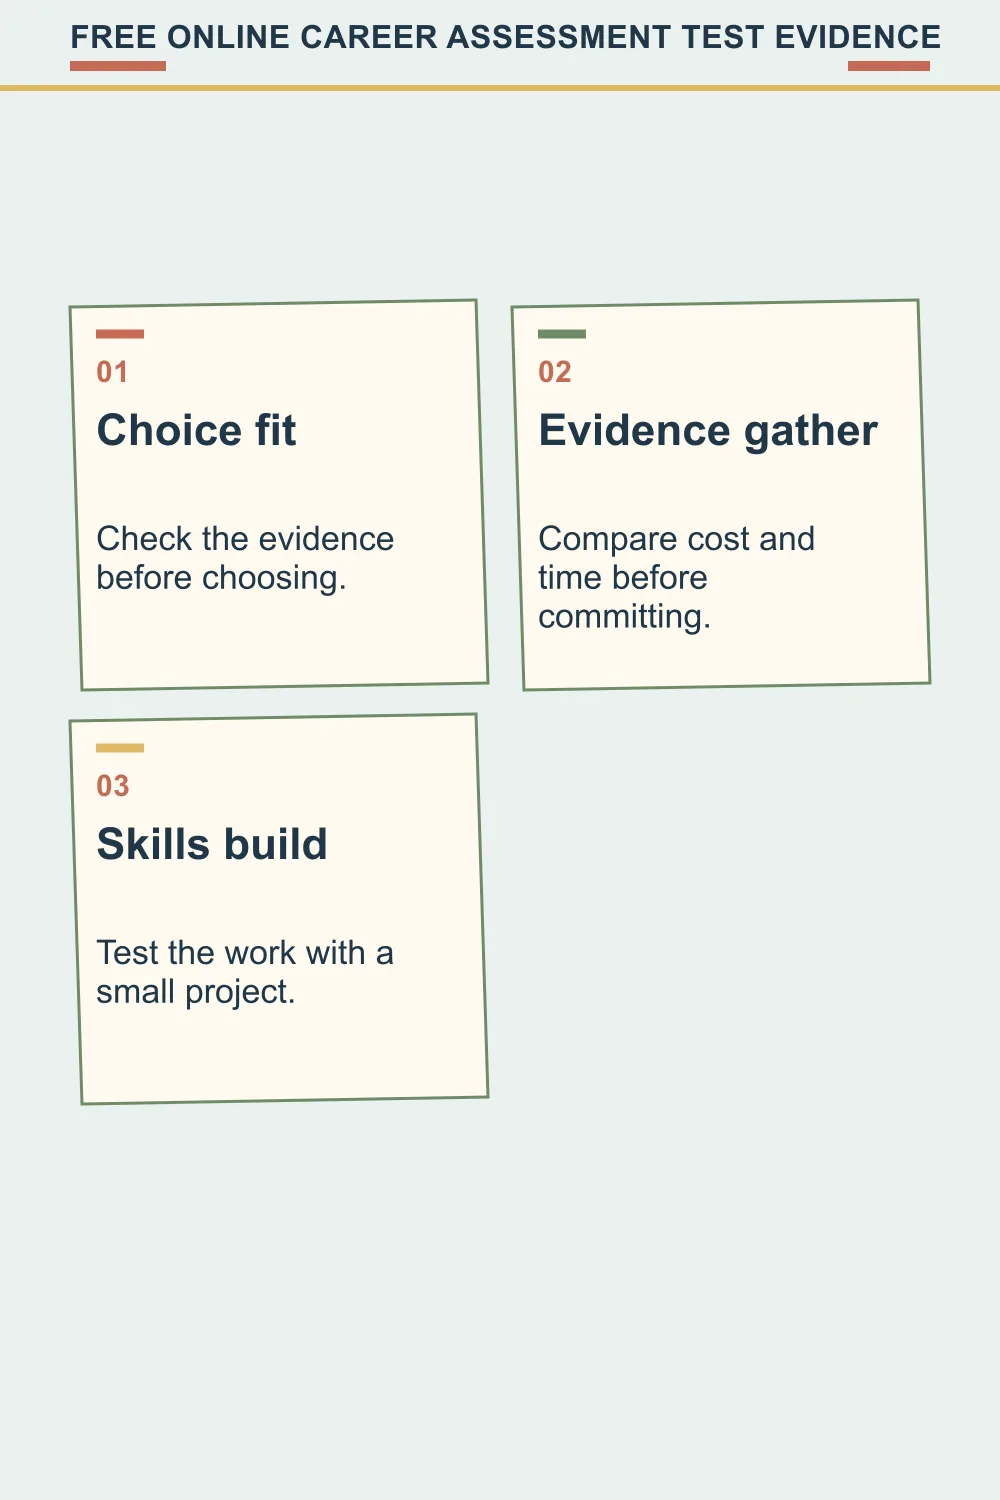 FREE ONLINE CAREER ASSESSMENT TEST EVIDENCE
01
Choice fit
Check the evidence
before choosing.
02
Evidence gather
Compare cost and
time before
committing.
03
Skills build
Test the work with a
small project.